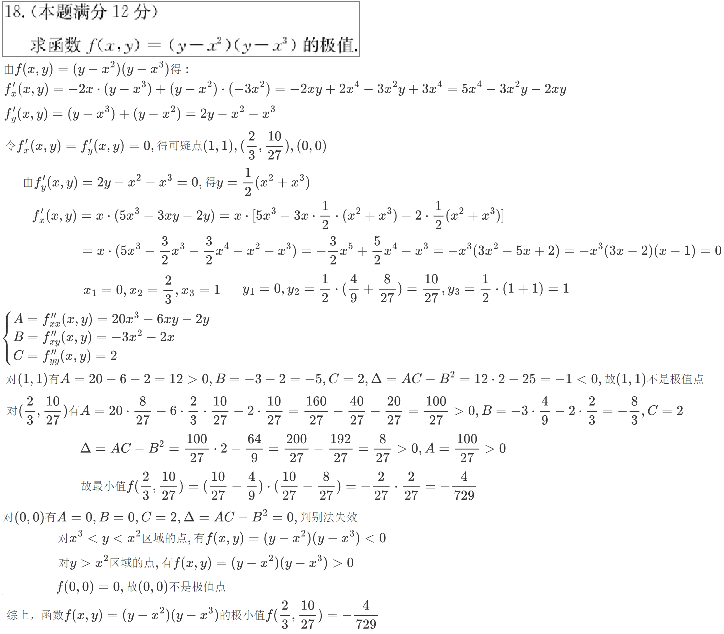 18.(本题满分 12 分)
求函数 f(x,y) = (y−x²)(y−x³) 的极值.
由f(x,y) = (y−x²)(y−x³)得：
f′ₓ(x,y) = −2x·(y−x³)+(y−x²)·(−3x²) = −2xy+2x⁴−3x²y+3x⁴ = 5x⁴−3x²y−2xy
f′_y(x,y) = (y−x³)+(y−x²) = 2y−x²−x³
令f′ₓ(x,y) = f′_y(x,y) = 0, 得可疑点(1,1),(2/3,10/27),(0,0)
由f′_y(x,y) = 2y−x²−x³ = 0, 得y = 1/2(x²+x³)
f′ₓ(x,y) = x·(5x³−3xy−2y) = x·[5x³−3x·1/2·(x²+x³)−2·1/2(x²+x³)]
= x·(5x³−3/2x³−3/2x⁴−x²−x³) = −3/2x⁵+5/2x⁴−x³ = −x³(3x²−5x+2) = −x³(3x−2)(x−1) = 0
x₁ = 0, x₂ = 2/3, x₃ = 1 y₁ = 0, y₂ = 1/2·(4/9+8/27) = 10/27, y₃ = 1/2·(1+1) = 1
A = f″ₓₓ(x,y) = 20x³−6xy−2y
B = f″_xy(x,y) = −3x²−2x
C = f″_yy(x,y) = 2
对(1,1)有A = 20−6−2 = 12 > 0, B = −3−2 = −5, C = 2, Δ = AC−B² = 12·2−25 = −1 < 0, 故(1,1)不是极值点
对(2/3,10/27)有A = 20·8/27−6·2/3·10/27−2·10/27 = 160/27−40/27−20/27 = 100/27 > 0, B = −3·4/9−2·2/3 = −8/3, C = 2
Δ = AC−B² = 100/27·2−64/9 = 200/27−192/27 = 8/27 > 0, A = 100/27 > 0
故最小值f(2/3,10/27) = (10/27−4/9)·(10/27−8/27) = −2/27·2/27 = −4/729
对(0,0)有A = 0, B = 0, C = 2, Δ = AC−B² = 0, 判别法失效
对x³ < y < x²区域的点, 有f(x,y) = (y−x²)(y−x³) < 0
对y > x²区域的点, 有f(x,y) = (y−x²)(y−x³) > 0
f(0,0) = 0, 故(0,0)不是极值点
综上，函数f(x,y) = (y−x²)(y−x³)的极小值f(2/3,10/27) = −4/729